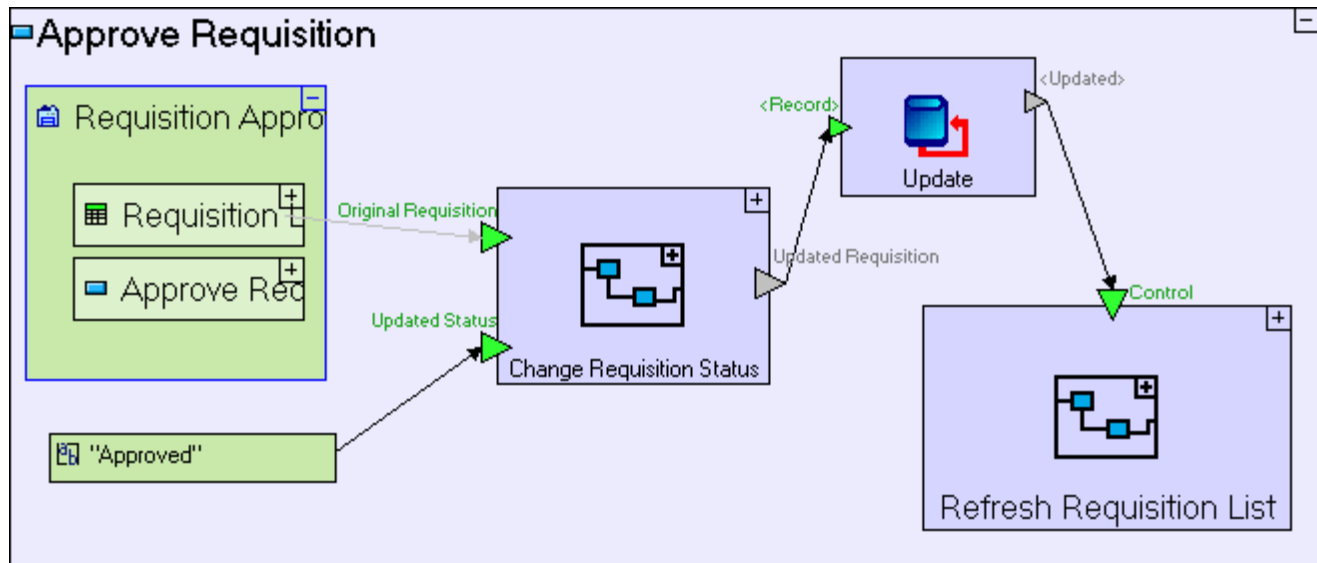 Approve Requisition
Requisition Appro
Requisition
Approve Rec
"Approved"
Original Requisition
Updated Status
Change Requisition Status
Updated Requisition
<Record>
Update
<Updated>
Control
Refresh Requisition List